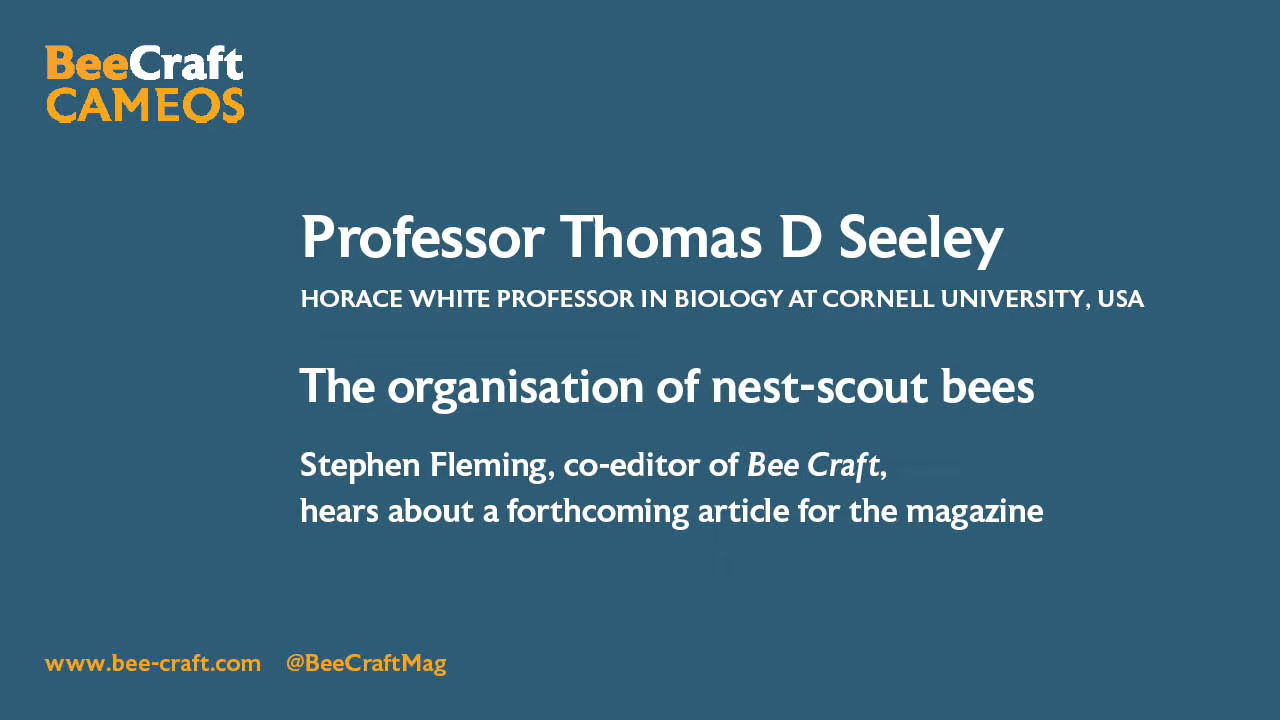 BeeCraft
CAMEOS
Professor Thomas D Seeley
HORACE WHITE PROFESSOR IN BIOLOGY AT CORNELL UNIVERSITY, USA
The organisation of nest-scout bees
Stephen Fleming, co-editor of Bee Craft,
hears about a forthcoming article for the magazine
www.bee-craft.com @BeeCraftMag